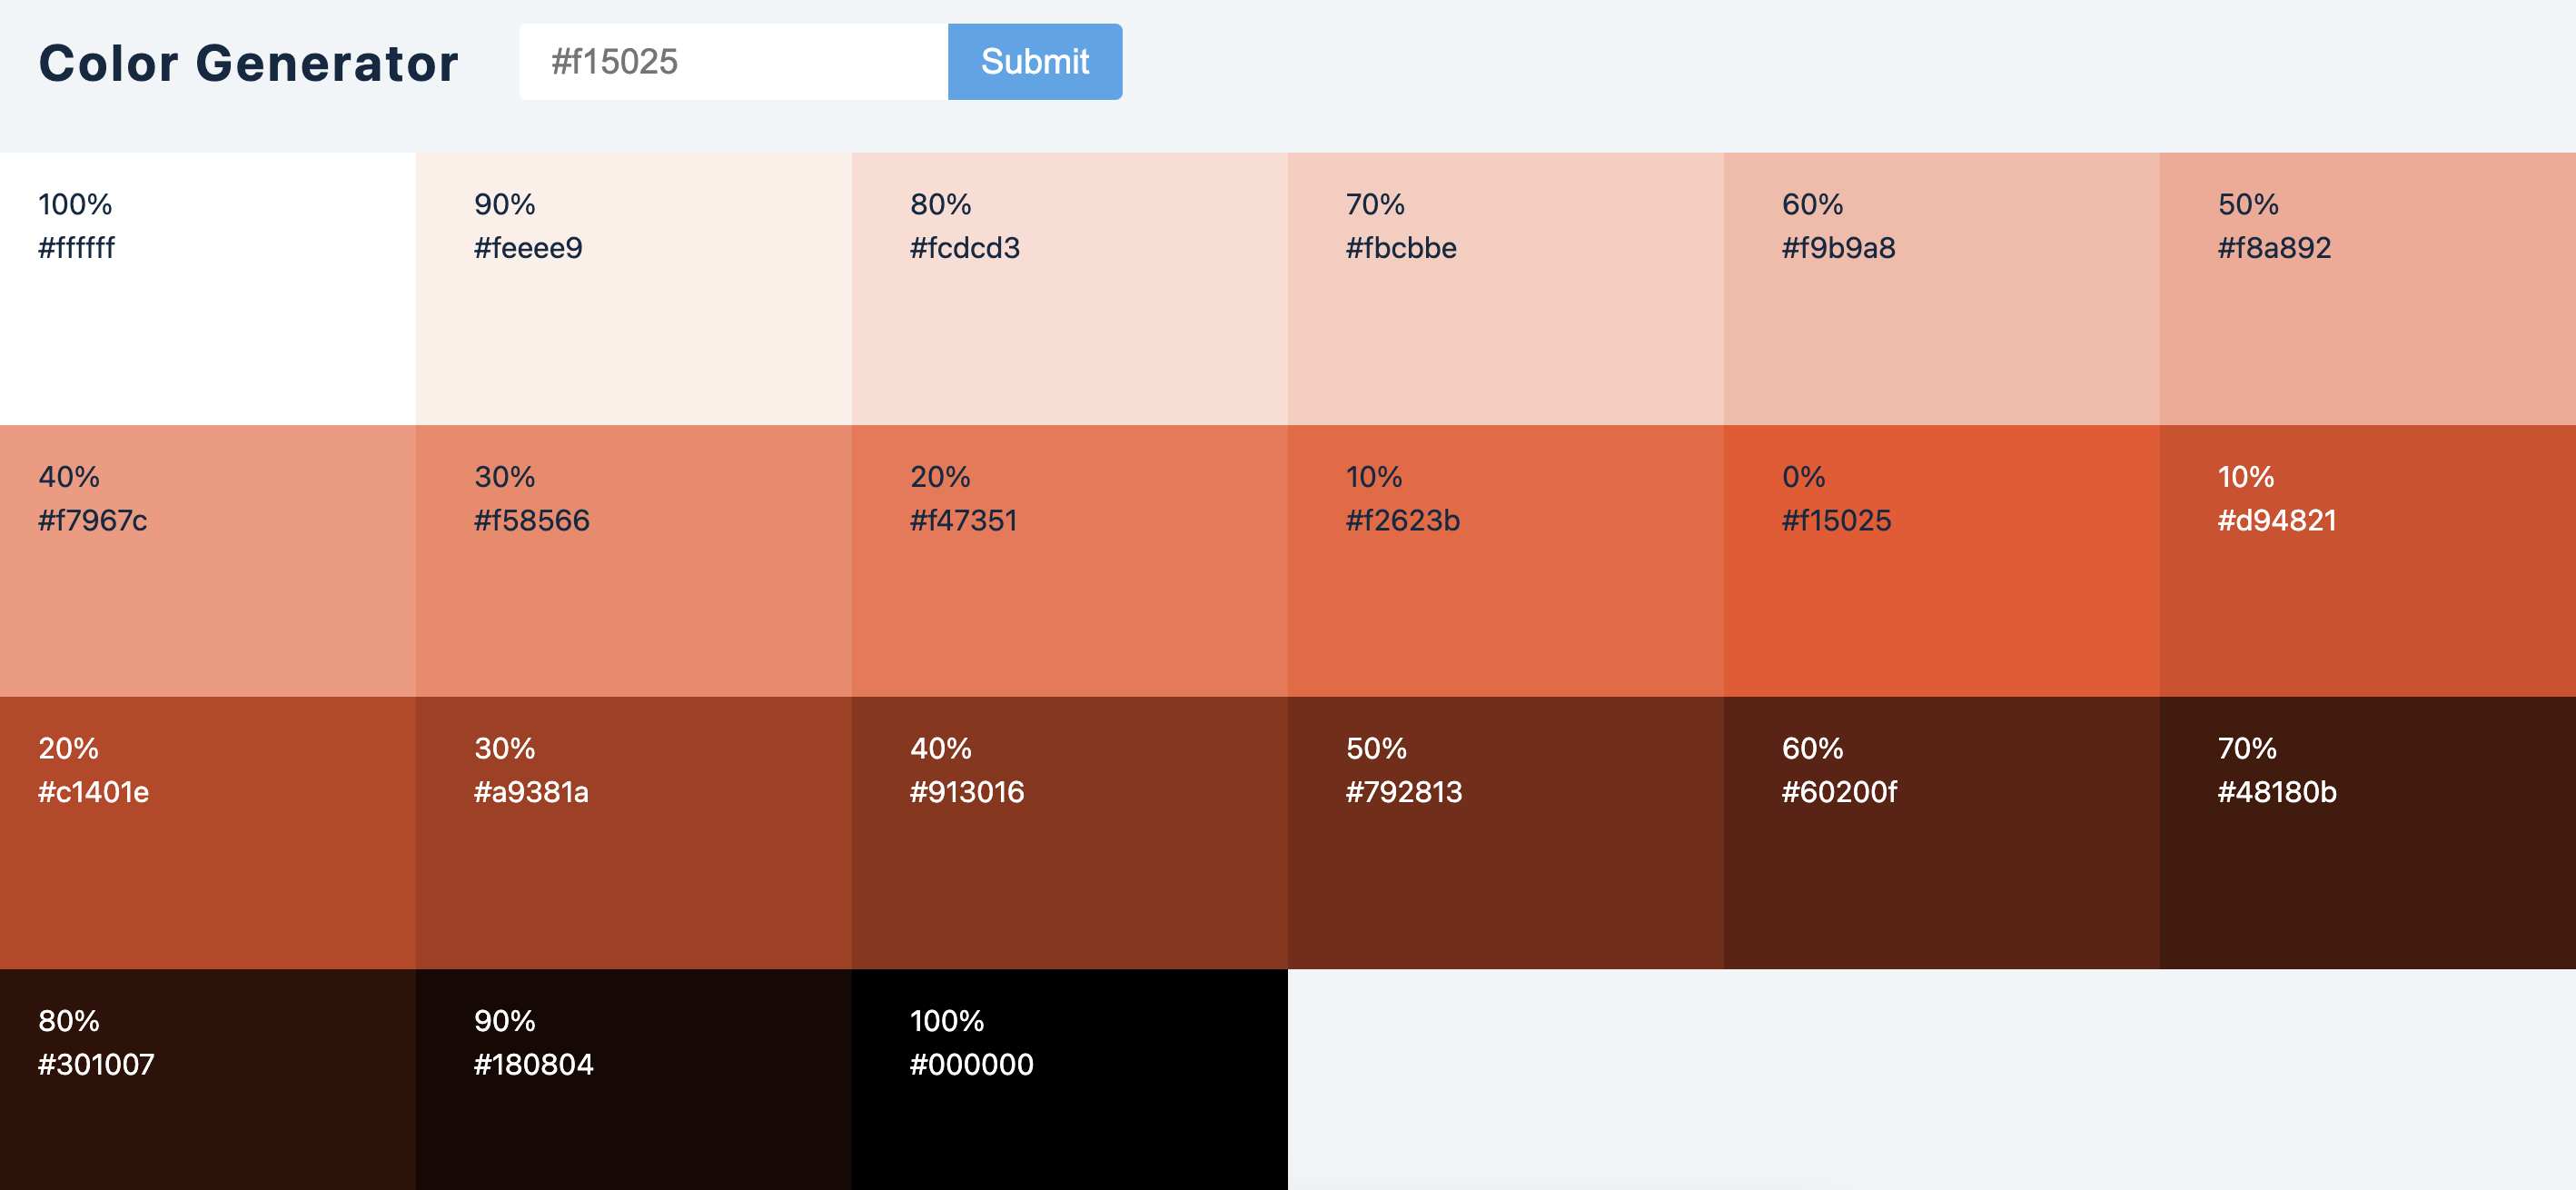 Color Generator
#f15025
Submit
100%
#ffffff
90%
#feeee9
80%
#fcdcd3
70%
#fbcbbe
60%
#f9b9a8
50%
#f8a892
40%
#f7967c
30%
#f58566
20%
#f47351
10%
#f2623b
0%
#f15025
10%
#d94821
20%
#c1401e
30%
#a9381a
40%
#913016
50%
#792813
60%
#60200f
70%
#48180b
80%
#301007
90%
#180804
100%
#000000